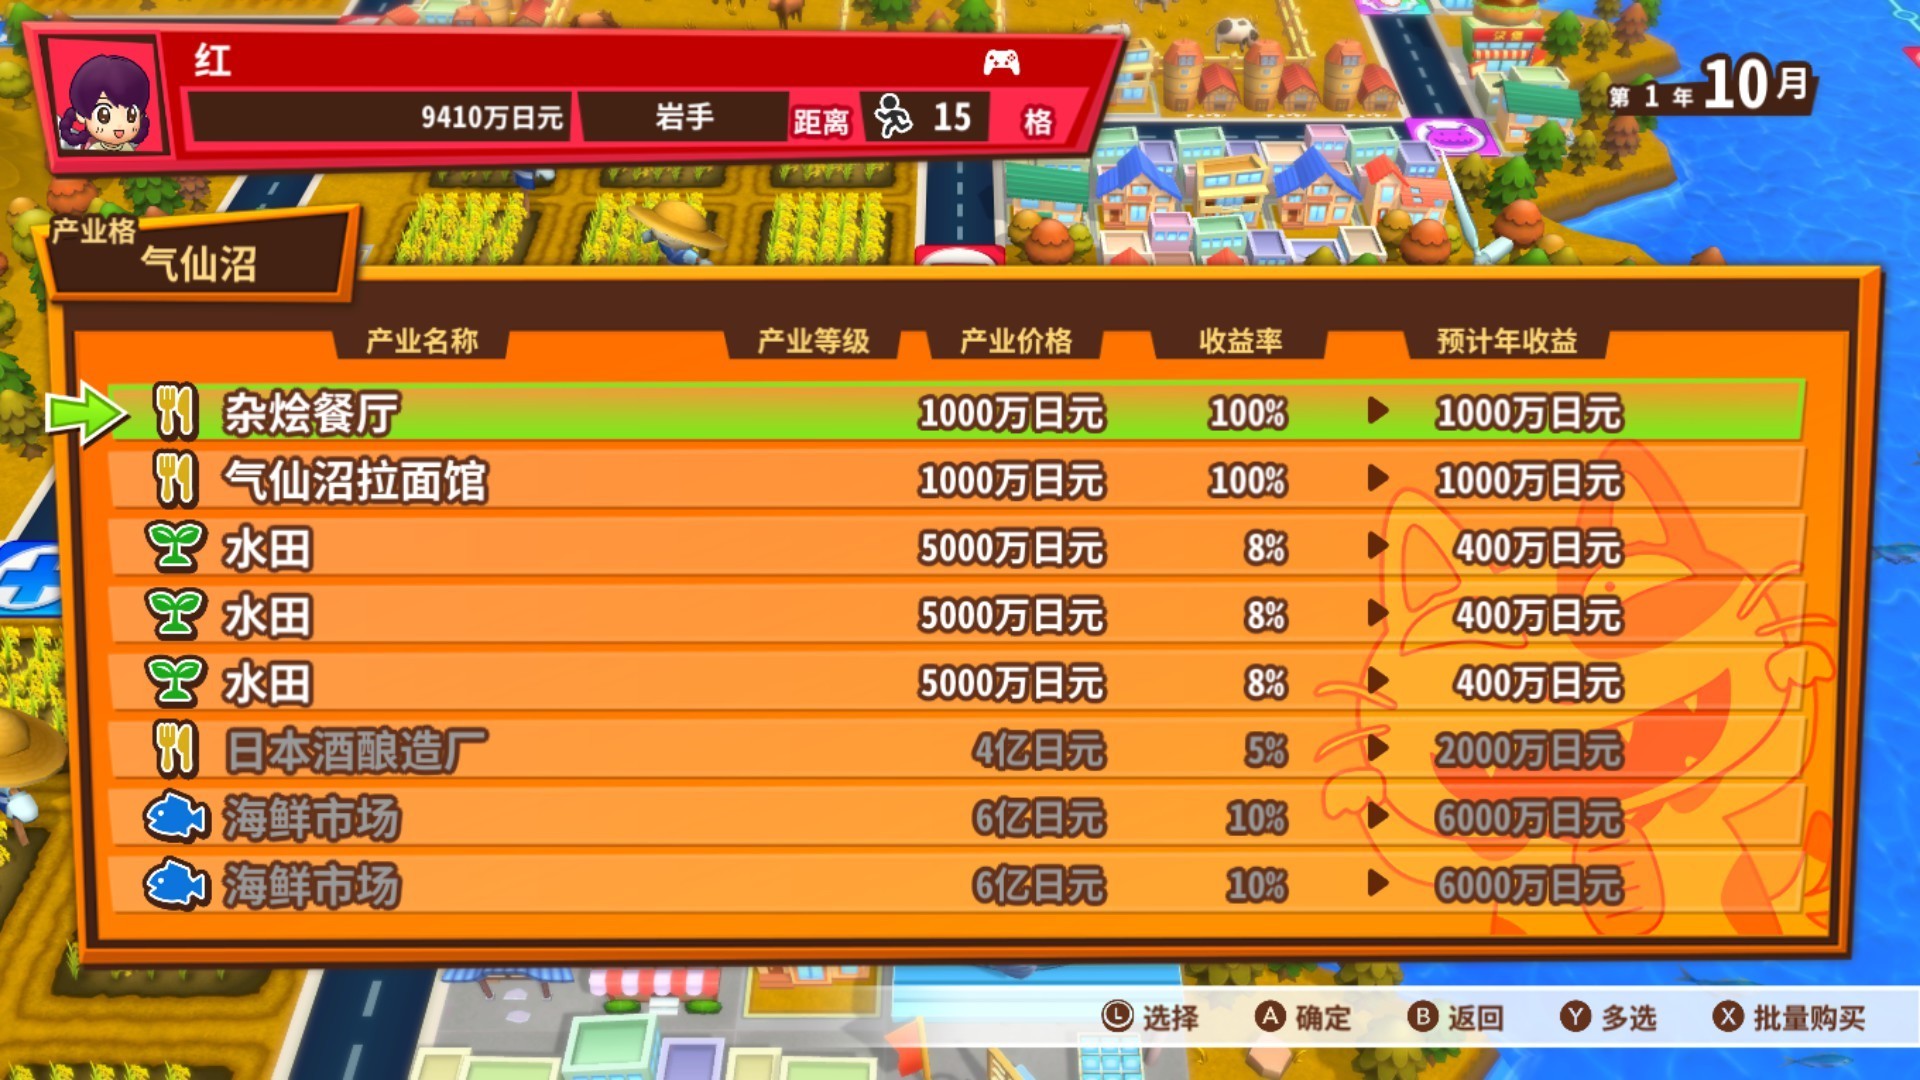 红
9410万日元 岩手 距离 15 格
第 1 年 10 月
产业格
气仙沼
产业名称 产业等级 产业价格 收益率 预计年收益
杂烩餐厅 1000万日元 100% 1000万日元
气仙沼拉面馆 1000万日元 100% 1000万日元
水田 5000万日元 8% 400万日元
水田 5000万日元 8% 400万日元
水田 5000万日元 8% 400万日元
日本酒酿造厂 4亿日元 5% 2000万日元
海鲜市场 6亿日元 10% 6000万日元
海鲜市场 6亿日元 10% 6000万日元
L 选择 A 确定 B 返回 Y 多选 X 批量购买